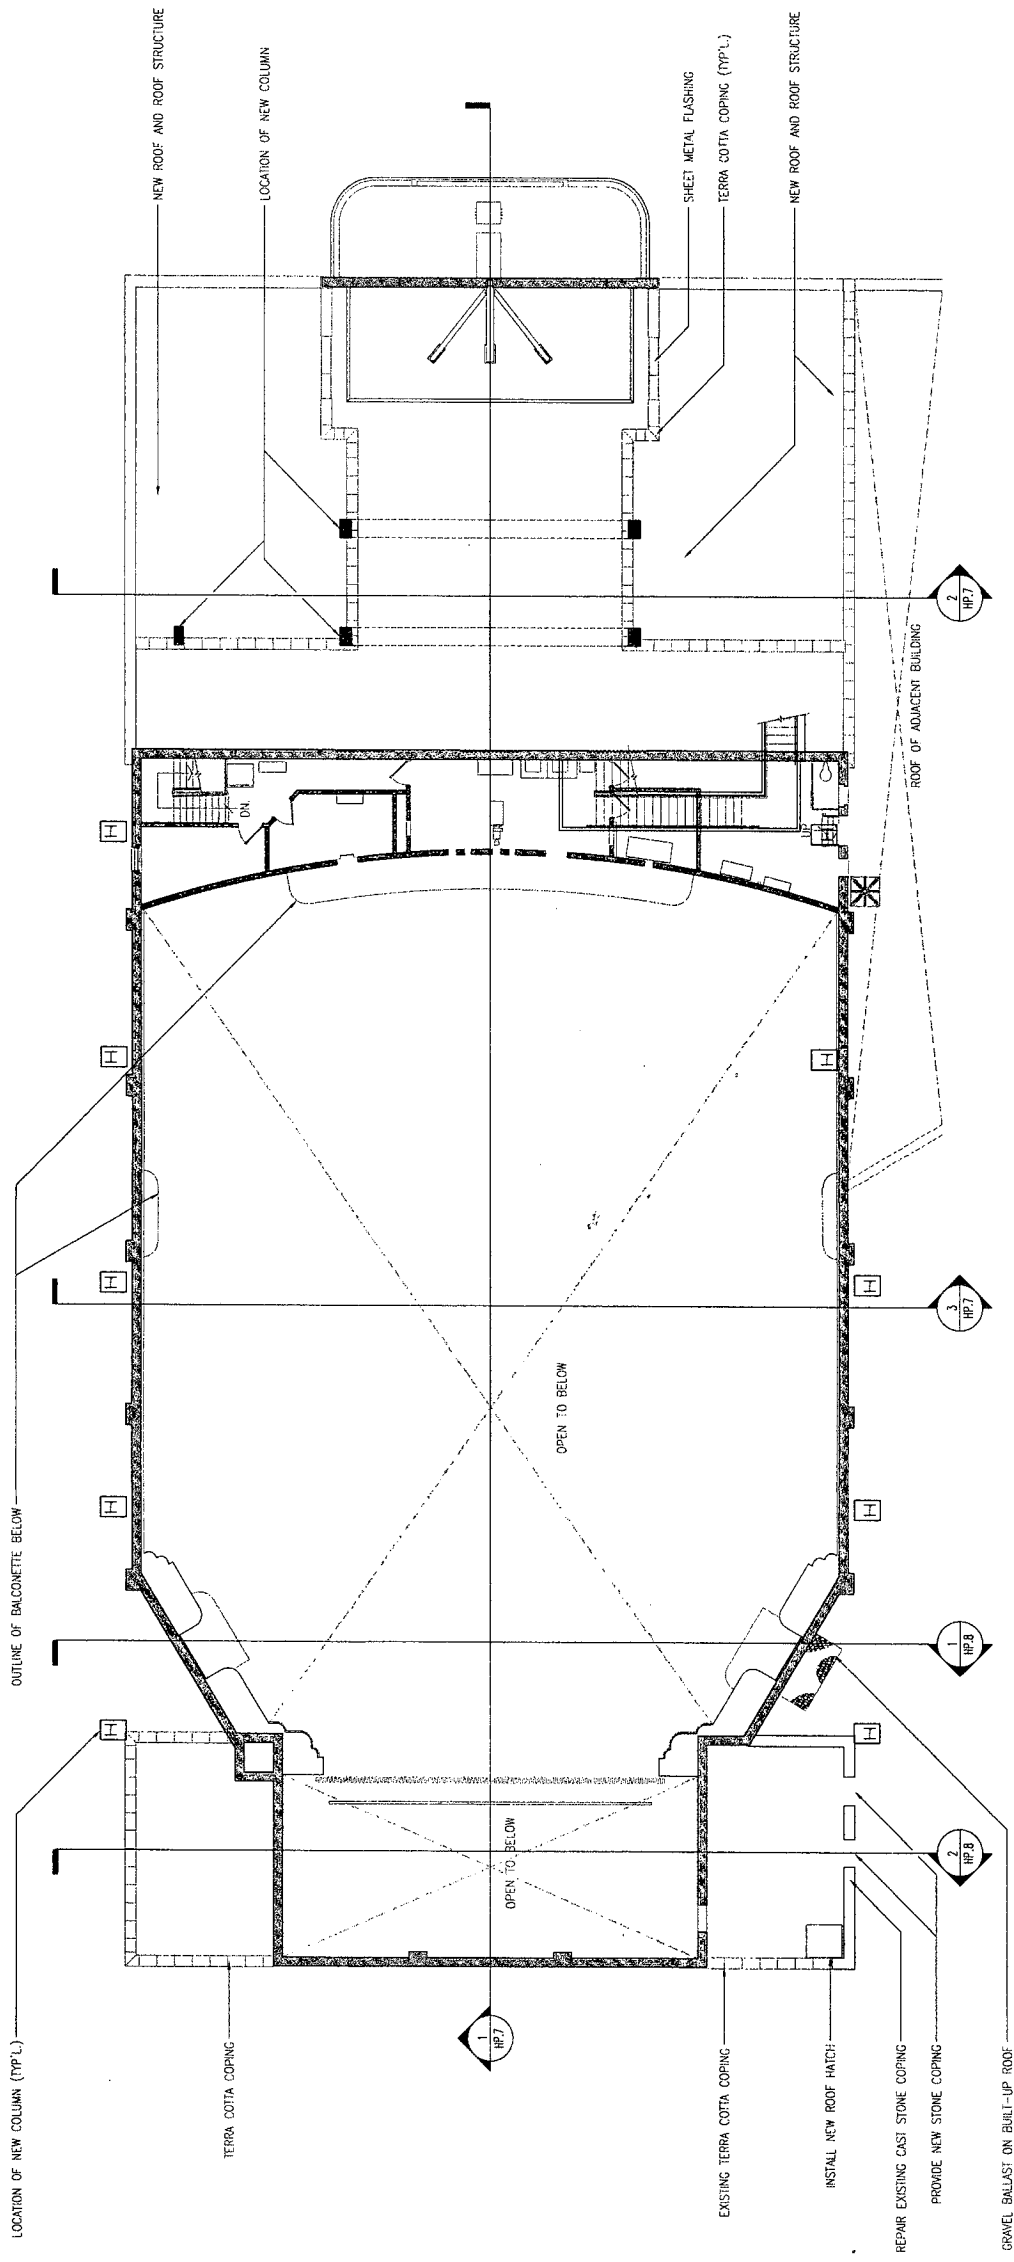 NEW ROOF AND ROOF STRUCTURE
LOCATION OF NEW COLUMN
SHEET METAL FLASHING
TERRA COTTA COPING (TYP'L.)
NEW ROOF AND ROOF STRUCTURE
2
HP.7
ROOF OF ADJACENT BUILDING
DN.
UP
H
H
H
H
H
H
H
H
H
OUTLINE OF BALCONETTE BELOW
3
HP.7
OPEN TO BELOW
1
HP.8
OPEN TO BELOW
2
HP.8
1
HP.7
LOCATION OF NEW COLUMN (TYP'L.)
TERRA COTTA COPING
EXISTING TERRA COTTA COPING
INSTALL NEW ROOF HATCH
REPAIR EXISTING CAST STONE COPING
PROVIDE NEW STONE COPING
GRAVEL BALLAST ON BUILT-UP ROOF